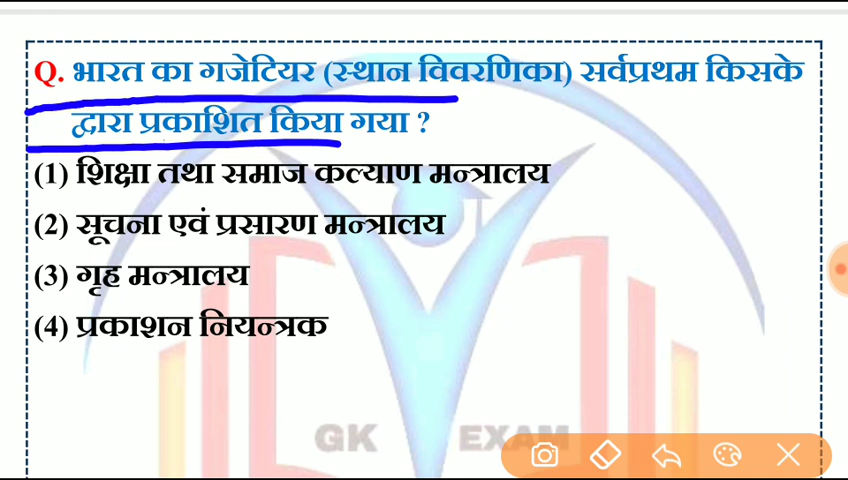 Q. भारत का गजेटियर (स्थान विवरणिका) सर्वप्रथम किसके
द्वारा प्रकाशित किया गया ?
(1) शिक्षा तथा समाज कल्याण मन्त्रालय
(2) सूचना एवं प्रसारण मन्त्रालय
(3) गृह मन्त्रालय
(4) प्रकाशन नियन्त्रक
GK EXAM